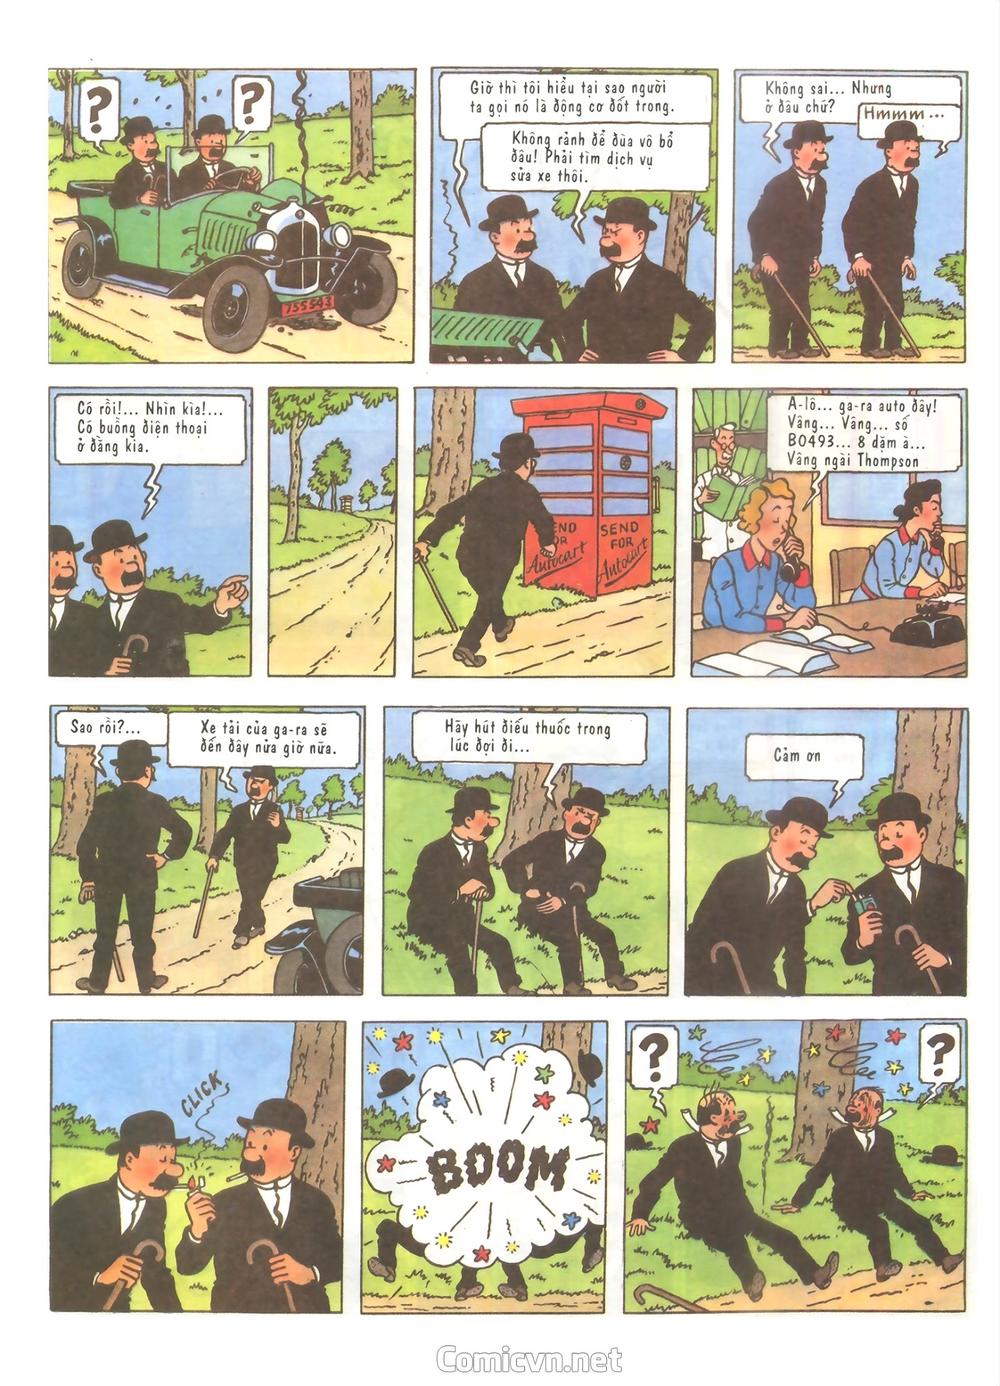 ?
?
755 943
Giờ thì tôi hiểu tại sao người
ta gọi nó là động cơ đốt trong.
Không rảnh để đùa vô bổ
đâu! Phải tìm dịch vụ
sửa xe thôi.
Không sai... Nhưng
ở đâu chứ?
Hmmm...
Có rồi!... Nhìn kìa!...
Có buồng điện thoại
ở đằng kia.
SEND
FOR
Autocart
SEND
FOR
Autocart
A-lô... ga-ra auto đây!
Vâng... Vâng... số
BO493... 8 dặm à...
Vâng ngài Thompson
Sao rồi?...
Xe tải của ga-ra sẽ
đến đây nửa giờ nữa.
Hãy hút điếu thuốc trong
lúc đợi đi...
Cảm ơn
CLICK
BOOM
?
?
Comicvn.net